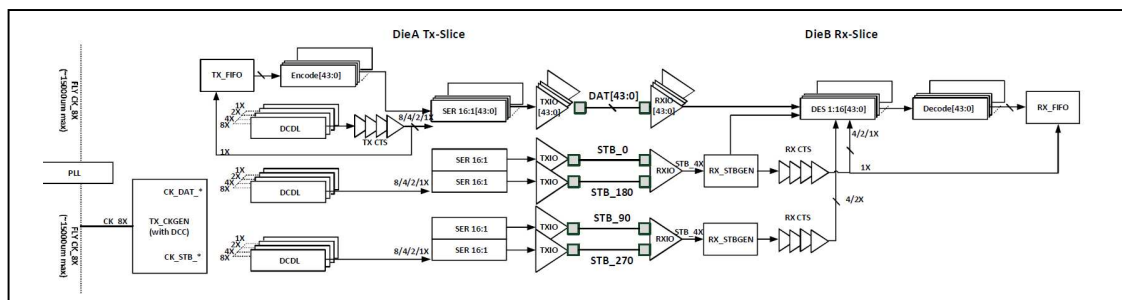 DieA Tx-Slice
DieB Rx-Slice
FLY CK_8X
(~15000um max)
TX_FIFO
Encode[43:0]
1X
2X
4X
8X
DCDL
TX CTS
8/4/2/1X
1X
SER 16:1[43:0]
TXIO
[43:0]
DAT[43:0]
RXIO
[43:0]
DES 1:16[43:0]
Decode[43:0]
RX_FIFO
4/2/1X
1X
PLL
CK_8X
CK_DAT_*
TX_CKGEN
(with DCC)
CK_STB_*
1X
2X
4X
8X
DCDL
8/4/2/1X
SER 16:1
SER 16:1
TXIO
TXIO
STB_0
STB_180
RXIO
STB_4X
RX_STBGEN
RX CTS
4/2X
FLY CK_8X
(~15000um max)
1X
2X
4X
8X
DCDL
8/4/2/1X
SER 16:1
SER 16:1
TXIO
TXIO
STB_90
STB_270
RXIO
STB_4X
RX_STBGEN
RX CTS